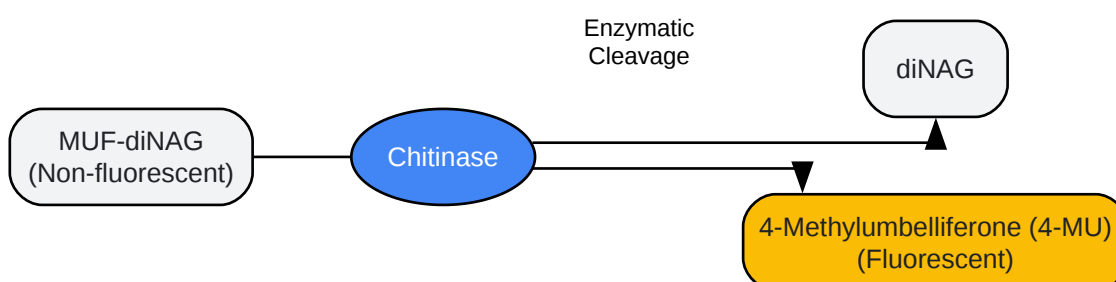 Enzymatic
Cleavage
diNAG
MUF-diNAG
(Non-fluorescent)
Chitinase
4-Methylumbelliferone (4-MU)
(Fluorescent)